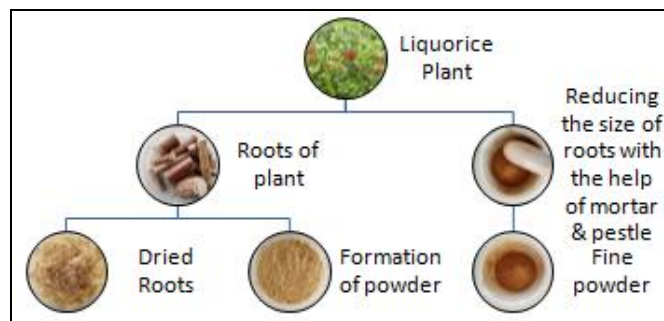 Liquorice
Plant
Roots of
plant
Reducing
the size of
roots with
the help
of mortar
& pestle
Dried
Roots
Formation
of powder
Fine
powder